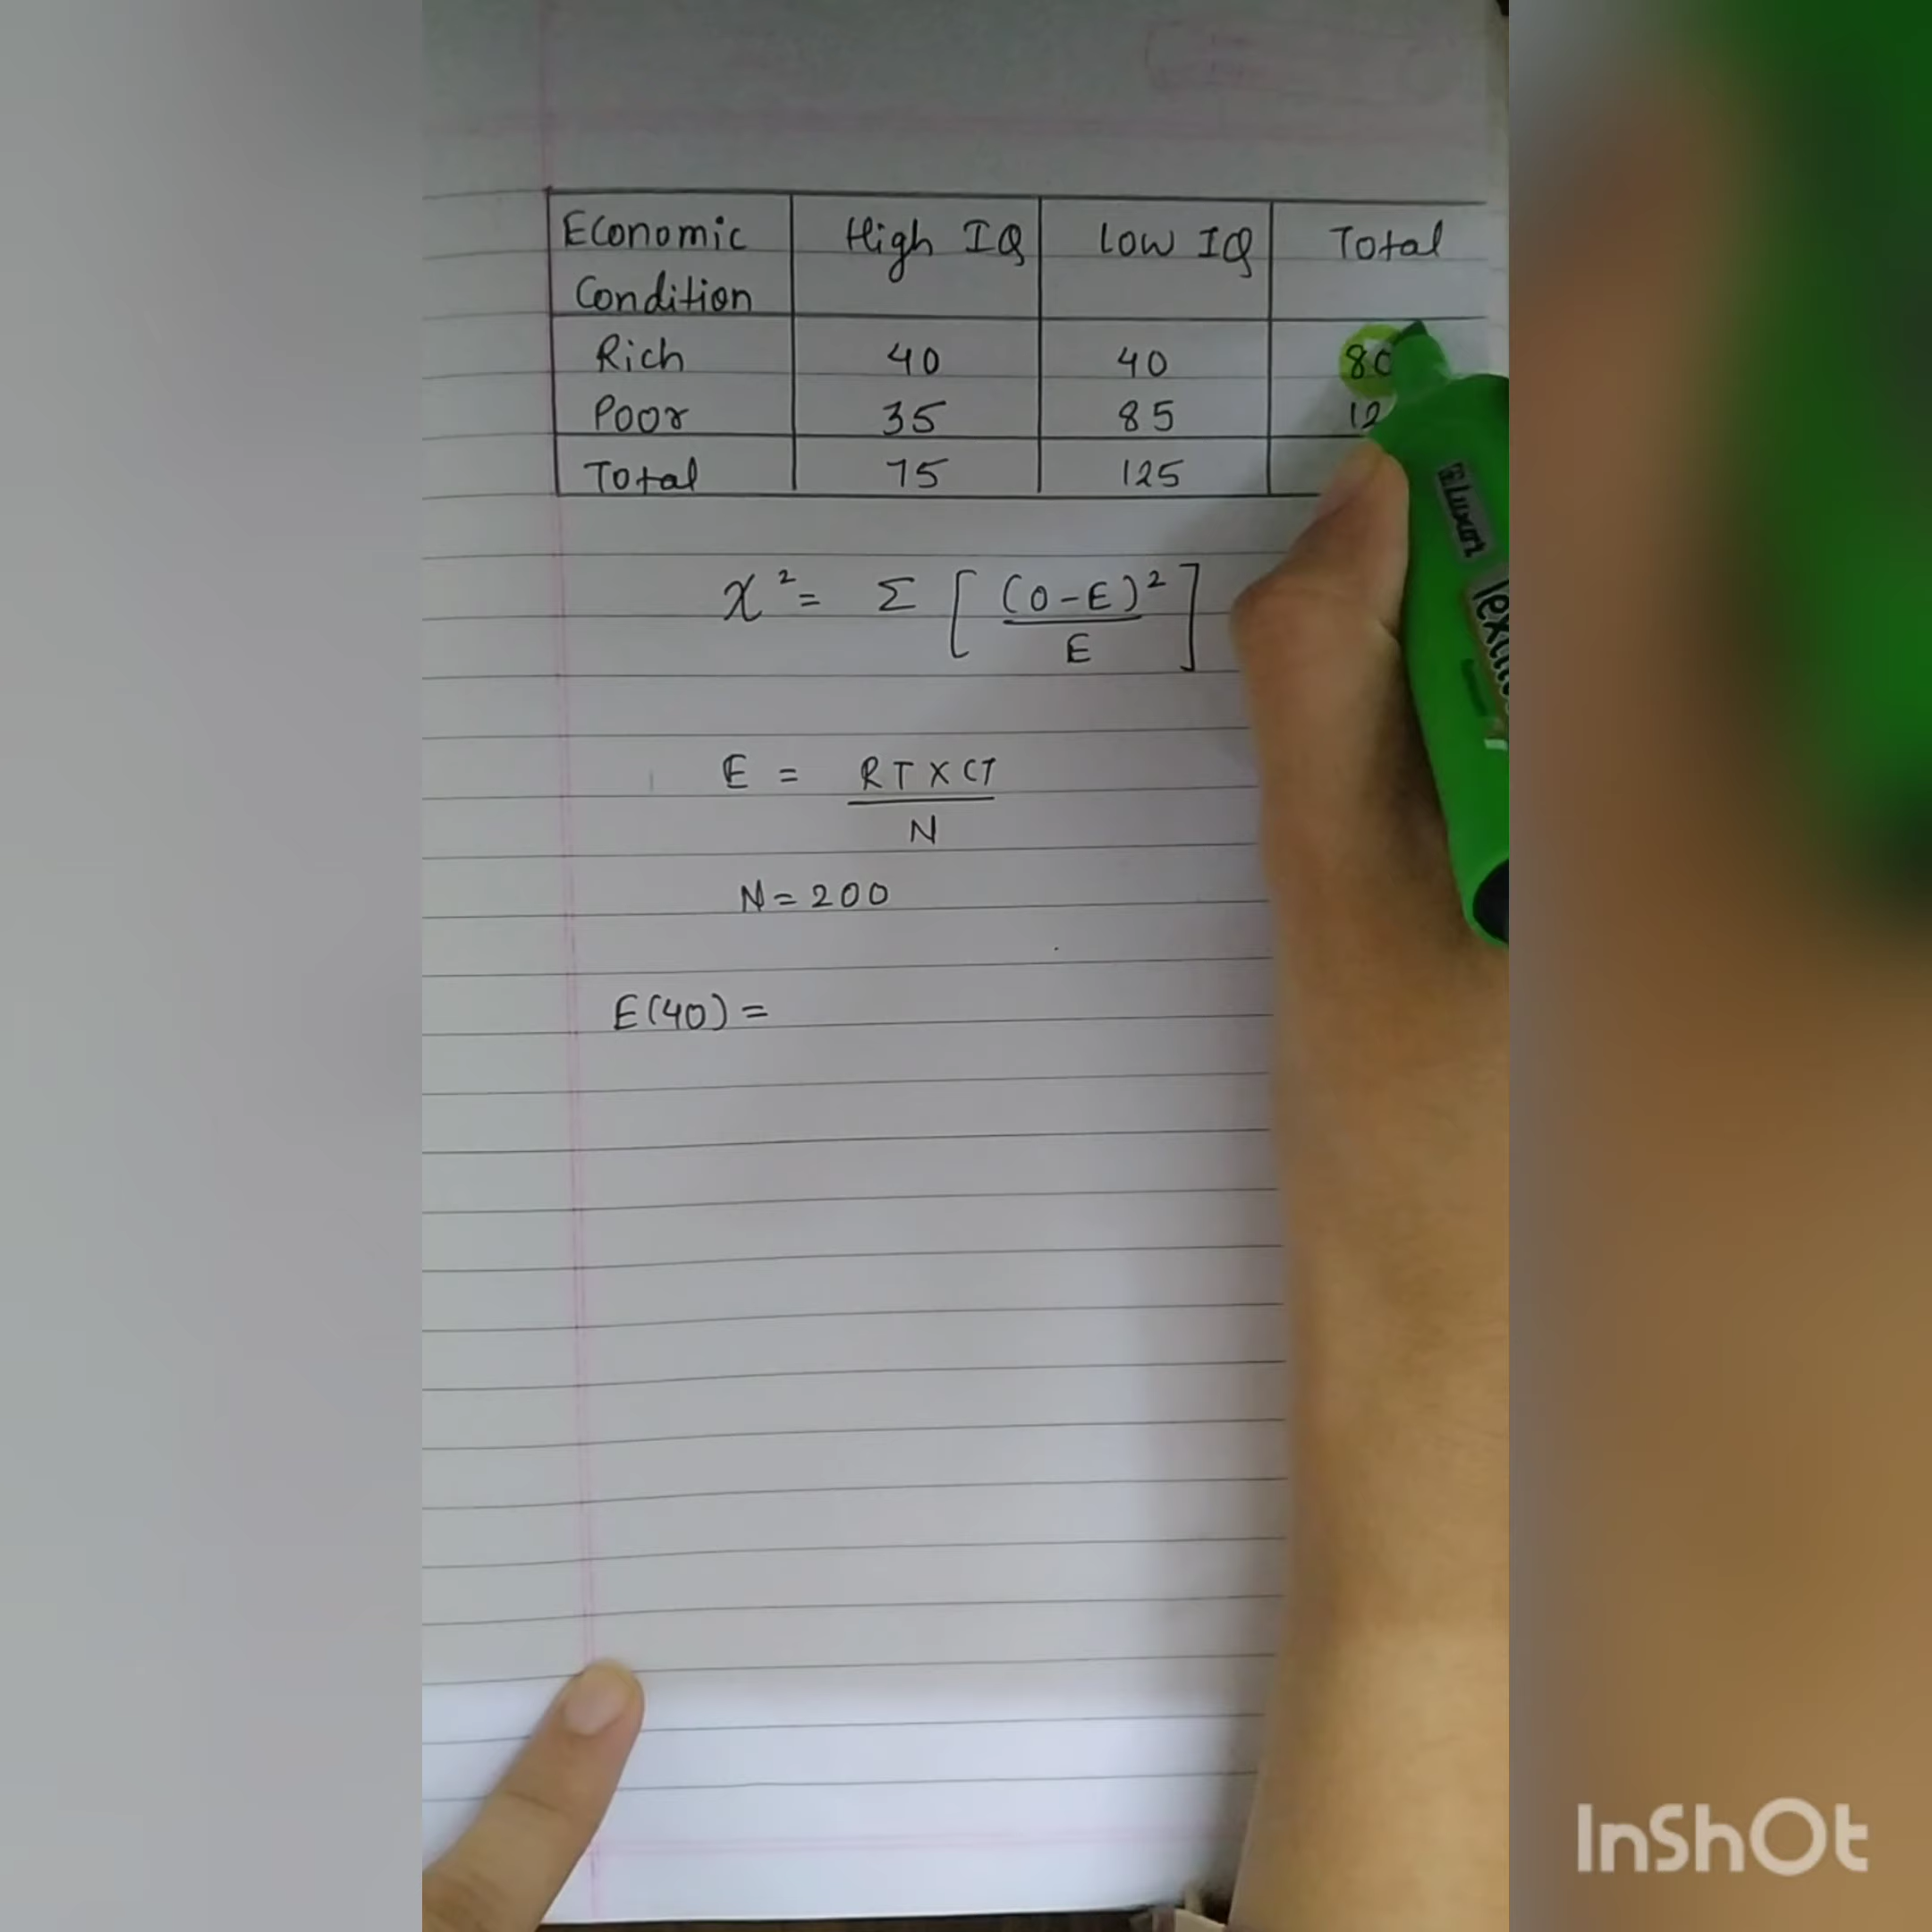 Economic Condition High IQ Low IQ Total
Rich 40 40 80
Poor 35 85 12
Total 75 125
χ² = Σ [ (O-E)² / E ]
E = RT X CT / N
N = 200
E(40) =
Luxor
InShOt